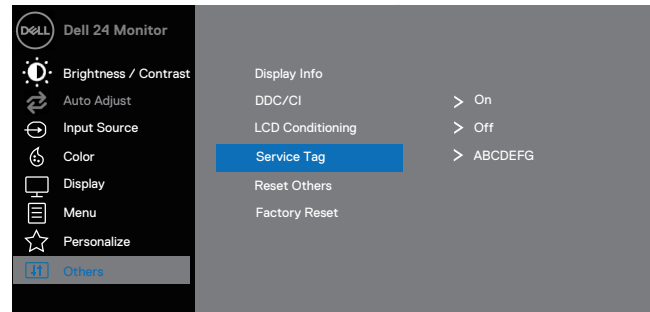 DELL Dell 24 Monitor
Brightness / Contrast Display Info
Auto Adjust DDC/CI > On
Input Source LCD Conditioning > Off
Color Service Tag > ABCDEFG
Display Reset Others
Menu Factory Reset
Personalize
Others